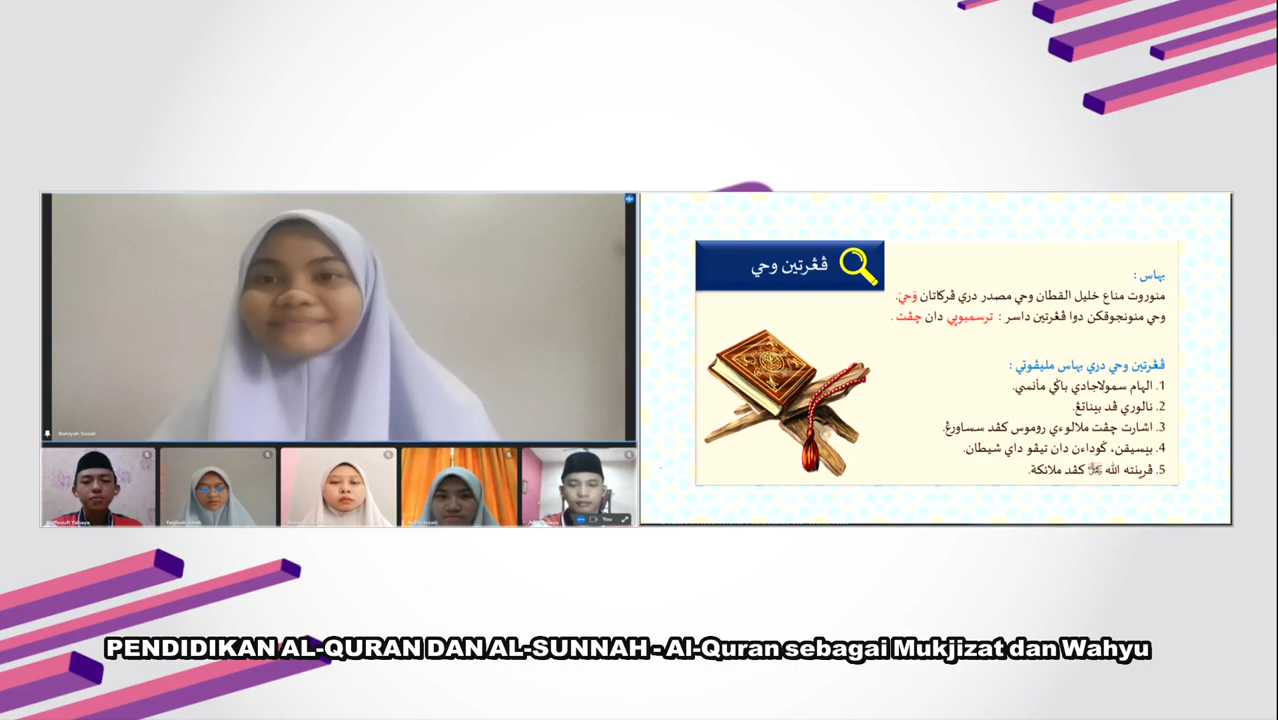 ڤڠرتين وحي
بهاس :
منوروت مناع خليل القطان وحي مصدر دري ڤركاتان وَحيَ.
وحي منونجوقكن دوا ڤڠرتين داسر : ترسمبوڽي دان چڤت .
ڤڠرتين وحي دري بهاس مليڤوتي :
1. الهام سمولاجادي باڬي مأنسي.
2. نالوري ڤد بيناتڠ.
3. اشارت چڤت ملالوءي روموس كڤد سساورڠ.
4. بيسيقن، ڬوداءن دان تيڤو داي شيطان.
5. ڤرينته الله ﷻ كڤد ملائكة.
You
PENDIDIKAN AL-QURAN DAN AL-SUNNAH - Al-Quran sebagai Mukjizat dan Wahyu